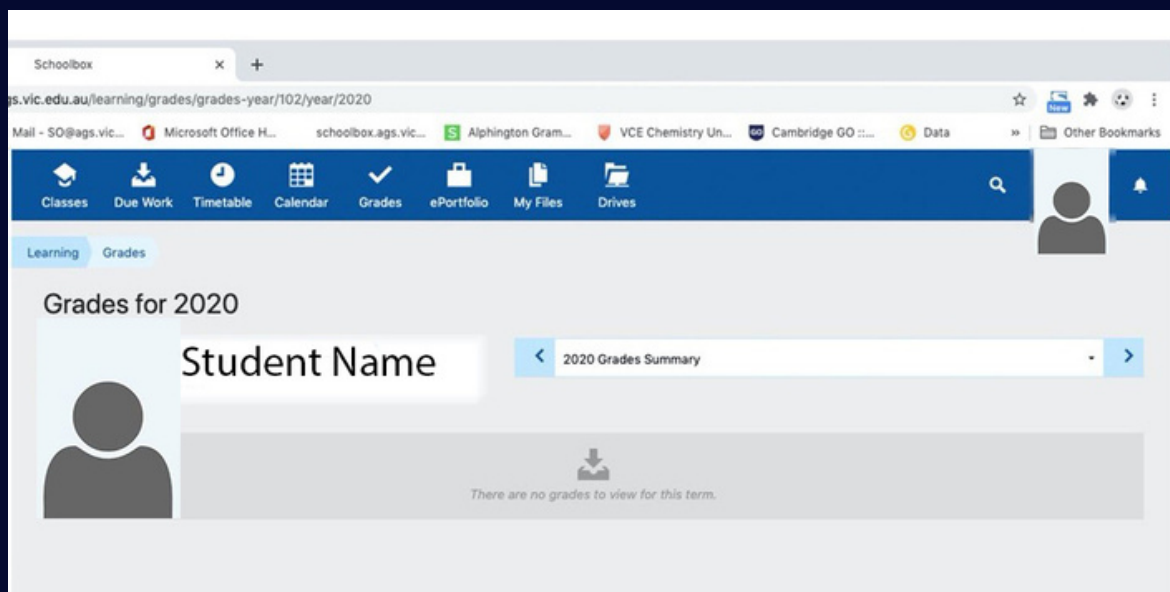 Schoolbox × +
gs.vic.edu.au/learning/grades/grades-year/102/year/2020
New
Mail - SO@ags.vic... Microsoft Office H... schoolbox.ags.vic... S Alphington Gram... VCE Chemistry Un... GO Cambridge GO ::... Data » Other Bookmarks
Classes Due Work Timetable Calendar Grades ePortfolio My Files Drives
Learning Grades
Grades for 2020
Student Name
2020 Grades Summary
There are no grades to view for this term.